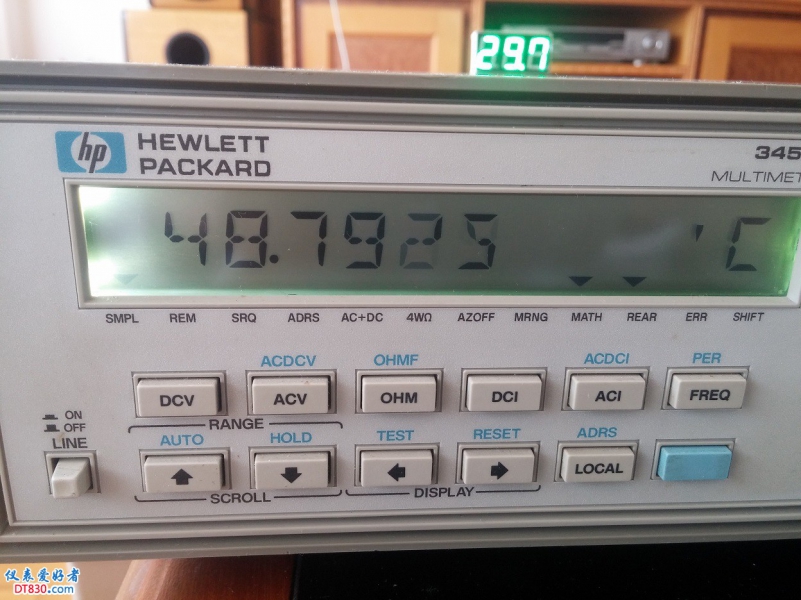 29.7
hp HEWLETT PACKARD
345
MULTIMET
48.7925 'C
SMPL REM SRQ ADRS AC+DC 4WΩ AZOFF MRNG MATH REAR ERR SHIFT
ACDCV OHMF ACDCI PER
DCV ACV OHM DCI ACI FREQ
ON
OFF
LINE
RANGE
AUTO HOLD TEST RESET ADRS
LOCAL
SCROLL DISPLAY
仪表爱好者
DT830.com